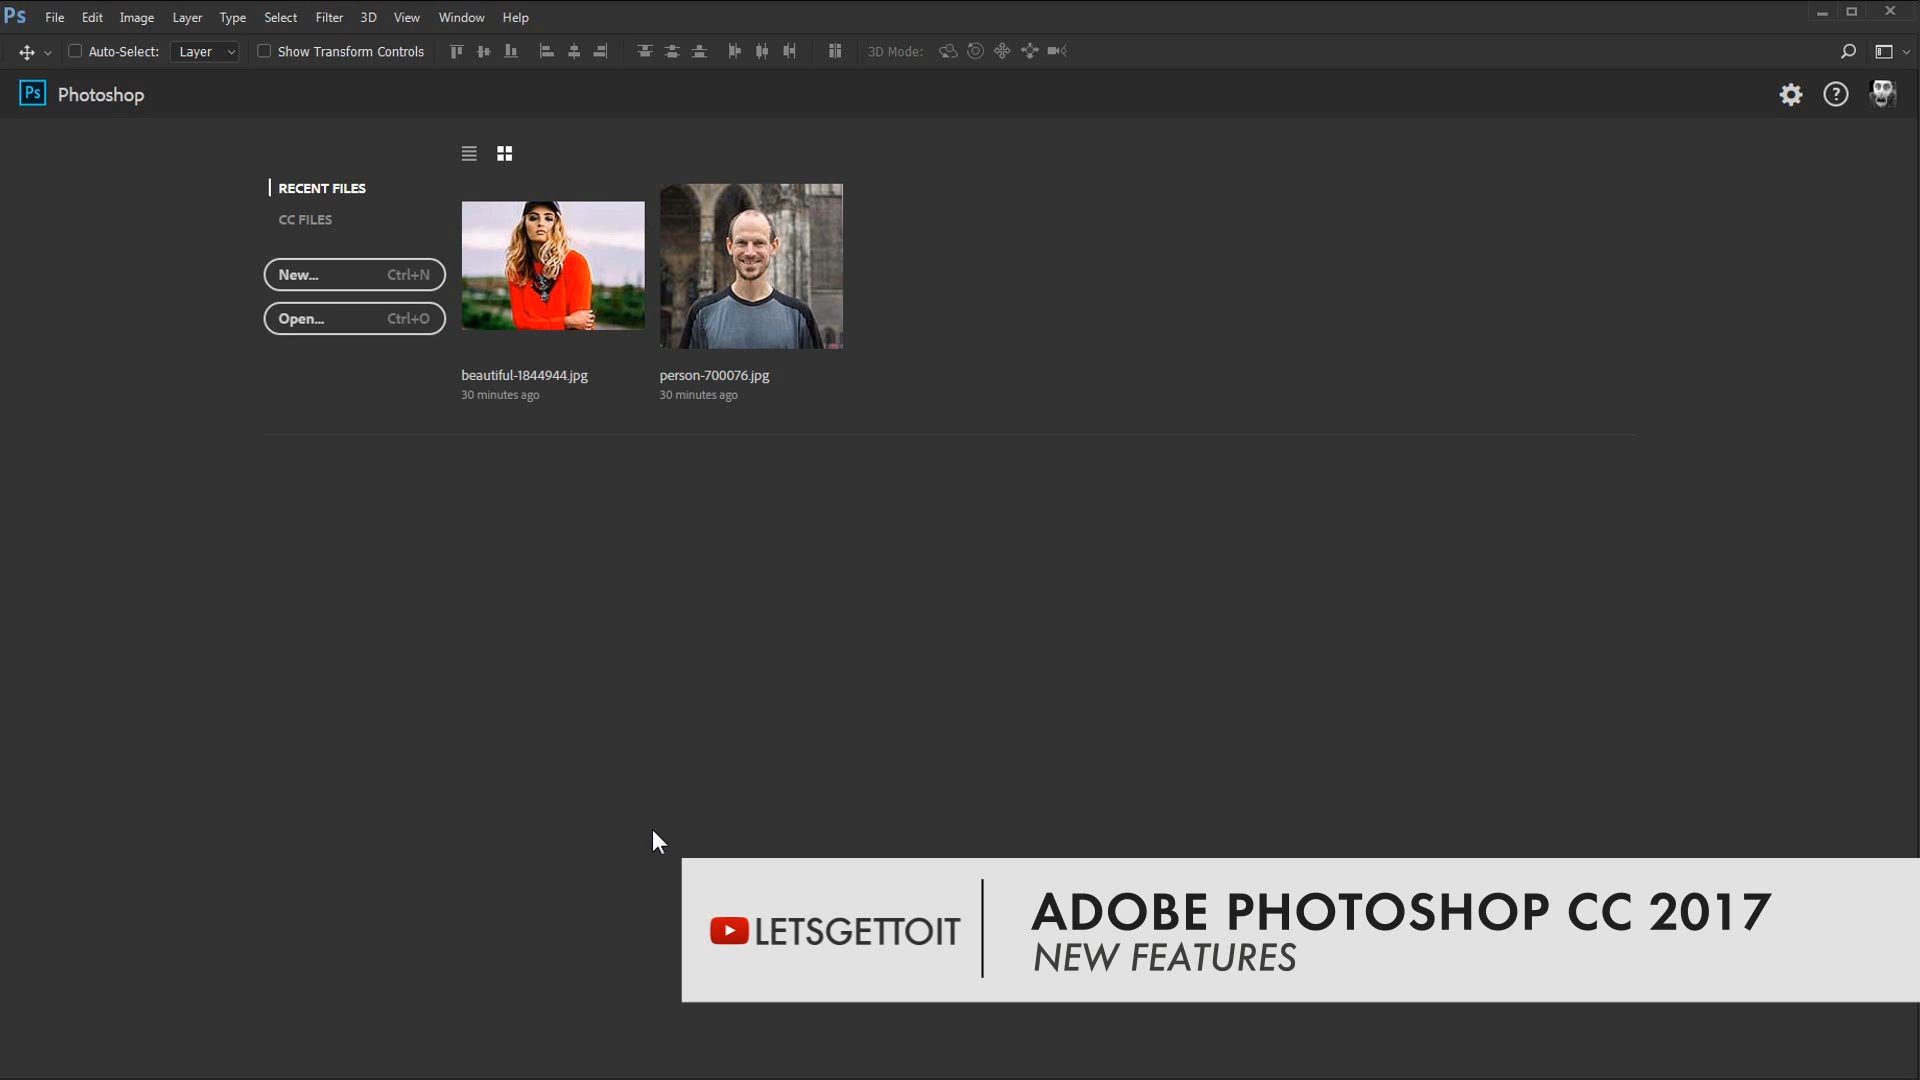 Ps File Edit Image Layer Type Select Filter 3D View Window Help
Auto-Select: Layer Show Transform Controls 3D Mode:
Ps Photoshop
RECENT FILES
CC FILES
New... Ctrl+N
Open... Ctrl+O
beautiful-1844944.jpg
30 minutes ago
person-700076.jpg
30 minutes ago
LETSGETTOIT
ADOBE PHOTOSHOP CC 2017
NEW FEATURES